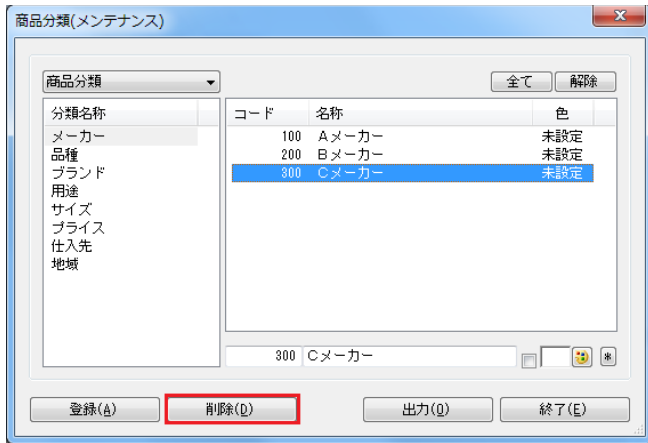 商品分類(メンテナンス)
商品分類
全て
解除
分類名称
メーカー
品種
ブランド
用途
サイズ
プライス
仕入先
地域
コード 名称 色
100 Aメーカー 未設定
200 Bメーカー 未設定
300 Cメーカー 未設定
300 Cメーカー
*
登録(A) 削除(D) 出力(O) 終了(E)